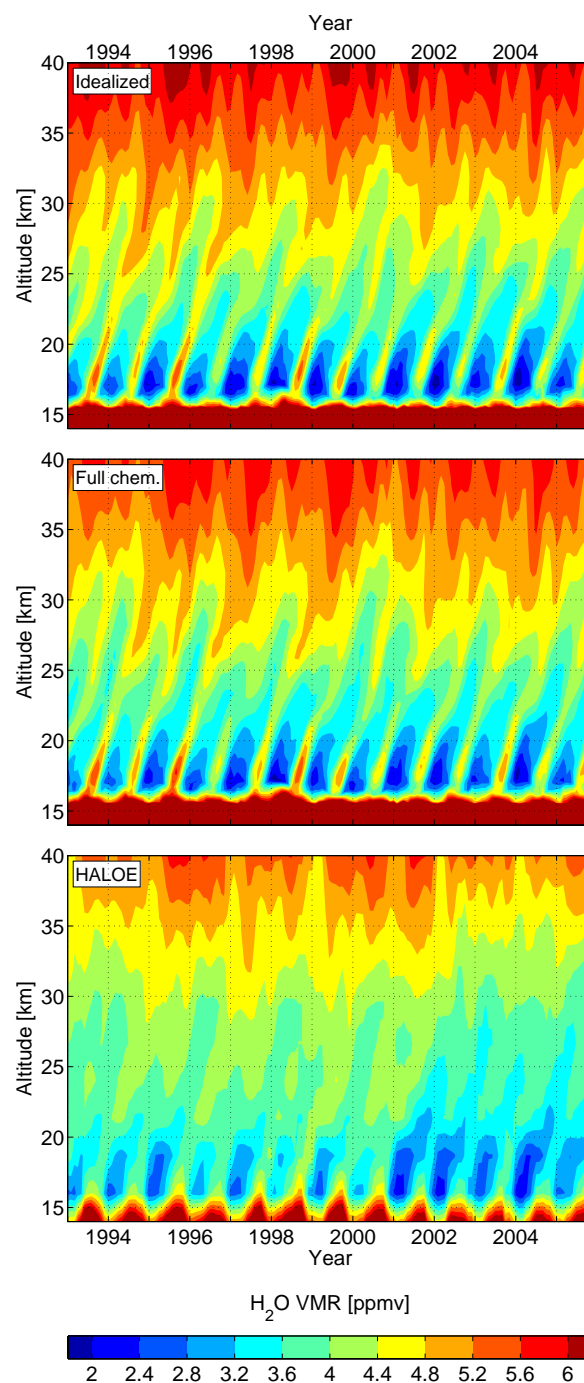 Year
1994 1996 1998 2000 2002 2004
40
Idealized
35
30
25
20
15
Altitude [km]
40
Full chem.
35
30
25
20
15
Altitude [km]
40
HALOE
35
30
25
20
15
Altitude [km]
1994 1996 1998 2000 2002 2004
Year
H₂O VMR [ppmv]
2 2.4 2.8 3.2 3.6 4 4.4 4.8 5.2 5.6 6